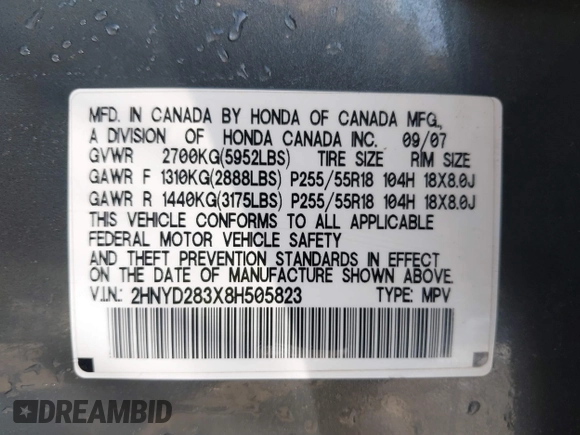 MFD. IN CANADA BY HONDA OF CANADA MFG.,
A DIVISION OF HONDA CANADA INC. 09/07
GVWR 2700KG(5952LBS) TIRE SIZE RIM SIZE
GAWR F 1310KG(2888LBS) P255/55R18 104H 18X8.0J
GAWR R 1440KG(3175LBS) P255/55R18 104H 18X8.0J
THIS VEHICLE CONFORMS TO ALL APPLICABLE
FEDERAL MOTOR VEHICLE SAFETY
AND THEFT PREVENTION STANDARDS IN EFFECT
ON THE DATE OF MANUFACTURE SHOWN ABOVE.
V.I.N.: 2HNYD283X8H505823 TYPE: MPV
DREAMBID